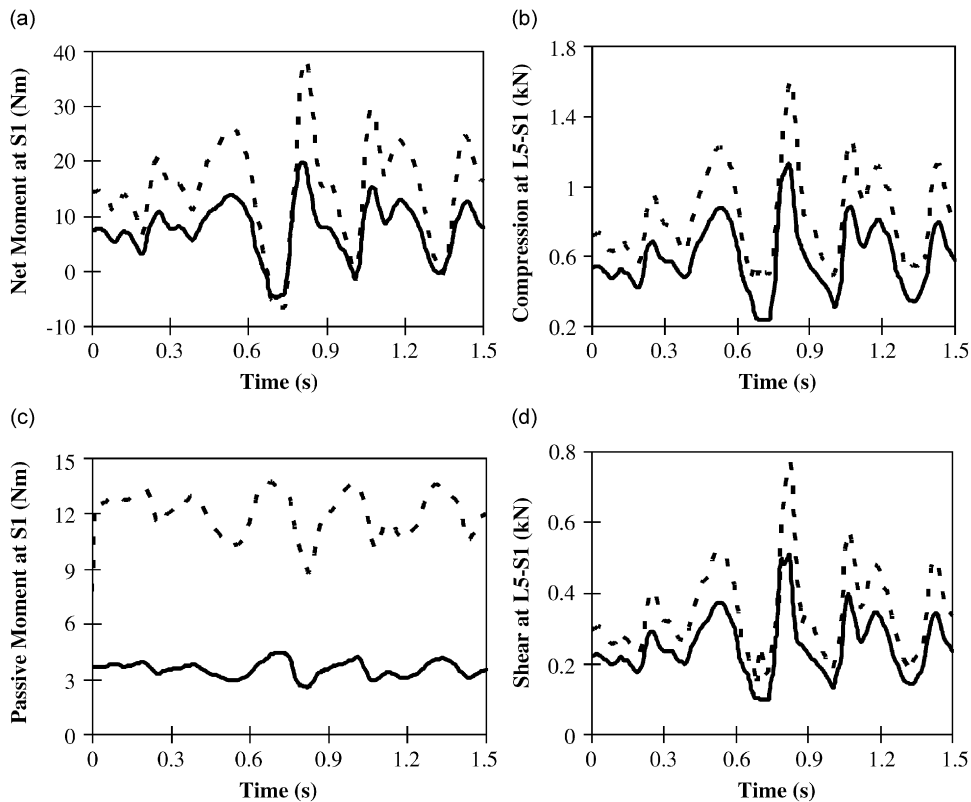 (a)
Net Moment at S1 (Nm)
40
30
20
10
0
-10
0 0.3 0.6 0.9 1.2 1.5
Time (s)
(b)
Compression at L5-S1 (kN)
1.8
1.4
1
0.6
0.2
0 0.3 0.6 0.9 1.2 1.5
Time (s)
(c)
Passive Moment at S1 (Nm)
15
12
9
6
3
0
0 0.3 0.6 0.9 1.2 1.5
Time (s)
(d)
Shear at L5-S1 (kN)
0.8
0.6
0.4
0.2
0
0 0.3 0.6 0.9 1.2 1.5
Time (s)